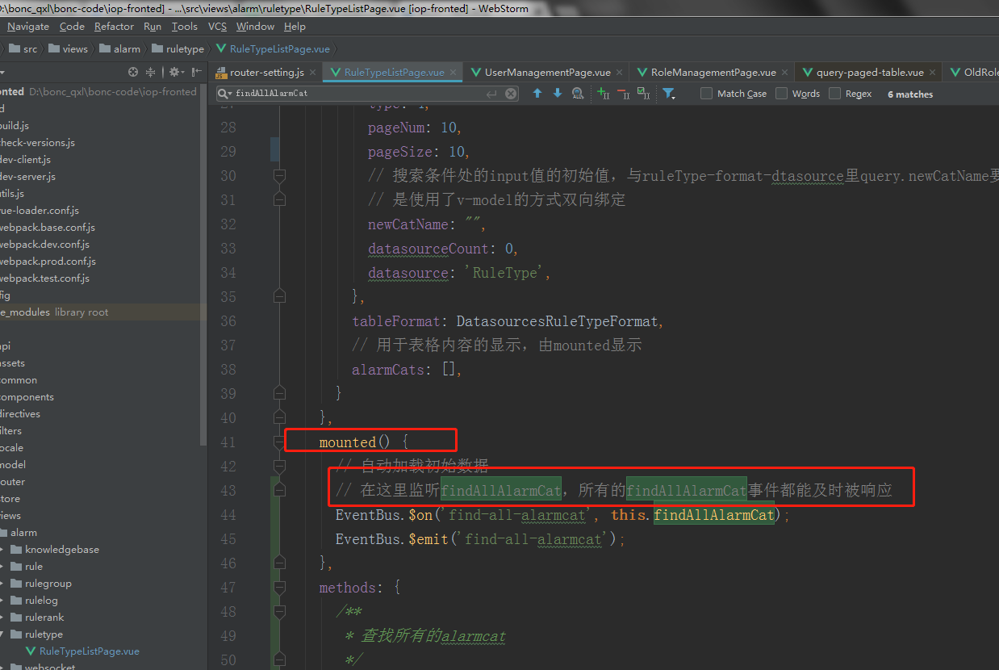 D:\bonc_qxl\bonc-code\iop-fronted] - ...\src\views\alarm\ruletype\RuleTypeListPage.vue [iop-fronted] - WebStorm
Navigate Code Refactor Run Tools VCS Window Help
src views alarm ruletype RuleTypeListPage.vue
router-setting.js RuleTypeListPage.vue UserManagementPage.vue RoleManagementPage.vue query-paged-table.vue OldRole
findAllAlarmCat Match Case Words Regex 6 matches
onted D:\bonc_qxl\bonc-code\iop-fronted
d
build.js
check-versions.js
dev-client.js
dev-server.js
utils.js
vue-loader.conf.js
webpack.base.conf.js
webpack.dev.conf.js
webpack.prod.conf.js
webpack.test.conf.js
fig
e_modules library root
api
assets
common
components
directives
filters
locale
model
router
store
views
alarm
knowledgebase
rule
rulegroup
rulelog
rulerank
ruletype
RuleTypeListPage.vue
websocket
28 pageNum: 10,
29 pageSize: 10,
30 // 搜索条件处的input值的初始值，与ruleType-format-dtasource里query.newCatName要
31 // 是使用了v-model的方式双向绑定
32 newCatName: "",
33 datasourceCount: 0,
34 datasource: 'RuleType',
35 },
36 tableFormat: DatasourcesRuleTypeFormat,
37 // 用于表格内容的显示，由mounted显示
38 alarmCats: [],
39 }
40 },
41 mounted() {
42 // 自动加载初始数据
43 // 在这里监听findAllAlarmCat，所有的findAllAlarmCat事件都能及时被响应
44 EventBus.$on('find-all-alarmcat', this.findAllAlarmCat);
45 EventBus.$emit('find-all-alarmcat');
46 },
47 methods: {
48 /**
49 * 查找所有的alarmcat
50 */